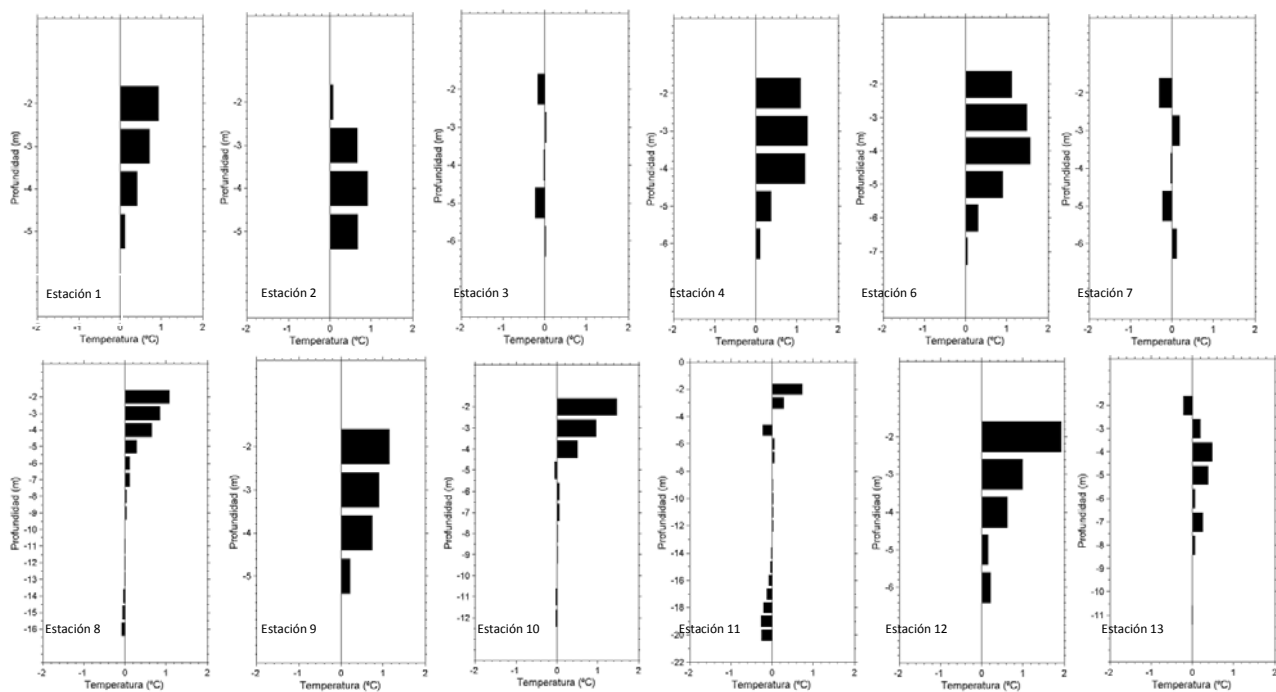 Profundidad (m)
-2
-3
-4
-5
Estación 1
-2 -1 0 1 2
Temperatura (ºC)
Profundidad (m)
-2
-3
-4
-5
Estación 2
-2 -1 0 1 2
Temperatura (ºC)
Profundidad (m)
-2
-3
-4
-5
-6
Estación 3
-2 -1 0 1 2
Temperatura (ºC)
Profundidad (m)
-2
-3
-4
-5
-6
Estación 4
-2 -1 0 1 2
Temperatura (ºC)
Profundidad (m)
-2
-3
-4
-5
-6
-7
Estación 6
-2 -1 0 1 2
Temperatura (ºC)
Profundidad (m)
-2
-3
-4
-5
-6
Estación 7
-2 -1 0 1 2
Temperatura (ºC)
Profundidad (m)
-2
-3
-4
-5
-6
-7
-8
-9
-10
-11
-12
-13
-14
-15
-16
Estación 8
-2 -1 0 1 2
Temperatura (ºC)
Profundidad (m)
-2
-3
-4
-5
Estación 9
-2 -1 0 1 2
Temperatura (ºC)
Profundidad (m)
-2
-3
-4
-5
-6
-7
-8
-9
-10
-11
-12
Estación 10
-2 -1 0 1 2
Temperatura (ºC)
Profundidad (m)
0
-2
-4
-6
-8
-10
-12
-14
-16
-18
-20
-22
Estación 11
-2 -1 0 1 2
Temperatura (ºC)
Profundidad (m)
-2
-3
-4
-5
-6
Estación 12
-2 -1 0 1 2
Temperatura (ºC)
Profundidad (m)
-2
-3
-4
-5
-6
-7
-8
-9
-10
-11
Estación 13
-2 -1 0 1 2
Temperatura (ºC)